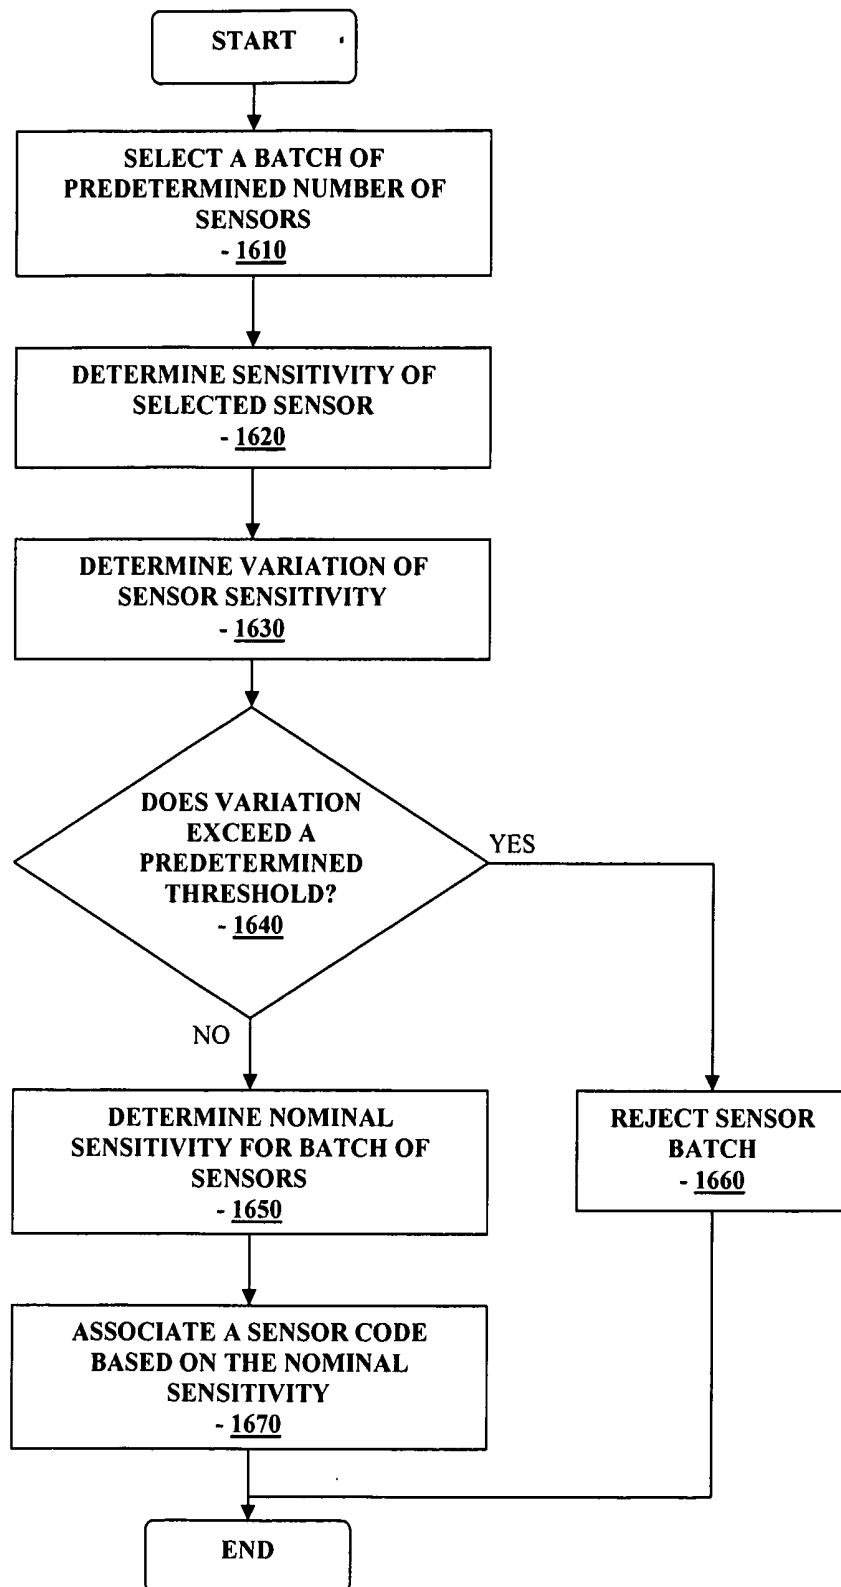 START
SELECT A BATCH OF
PREDETERMINED NUMBER OF
SENSORS
- 1610
DETERMINE SENSITIVITY OF
SELECTED SENSOR
- 1620
DETERMINE VARIATION OF
SENSOR SENSITIVITY
- 1630
DOES VARIATION
EXCEED A
PREDETERMINED
THRESHOLD?
- 1640
YES
NO
DETERMINE NOMINAL
SENSITIVITY FOR BATCH OF
SENSORS
- 1650
REJECT SENSOR
BATCH
- 1660
ASSOCIATE A SENSOR CODE
BASED ON THE NOMINAL
SENSITIVITY
- 1670
END